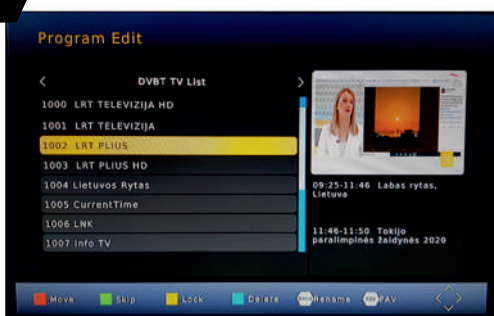 Program Edit
DVBT TV List
1000 LRT TELEVIZIJA HD
1001 LRT TELEVIZIJA
1002 LRT PLIUS
1003 LRT PLIUS HD
1004 Lietuvos Rytas
1005 CurrentTime
1006 LNK
1007 Info TV
09:25-11:46 Labas rytas,
Lietuva
11:46-11:50 Tokijo
paralimpinės žaidynės 2020
Move Skip Lock Delete Rename FAV